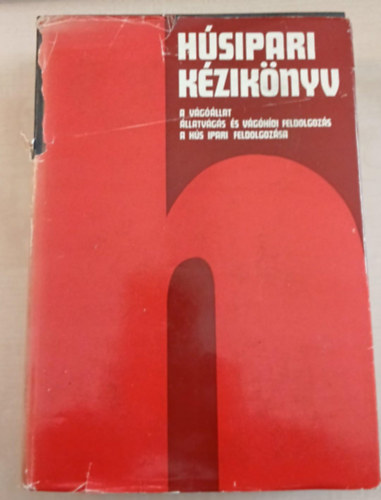 HÚSIPARI
KÉZIKÖNYV
A VÁGÓÁLLAT
ÁLLATVÁGÁS ÉS VÁGÓHÍDI FELDOLGOZÁS
A HÚS IPARI FELDOLGOZÁSA
h